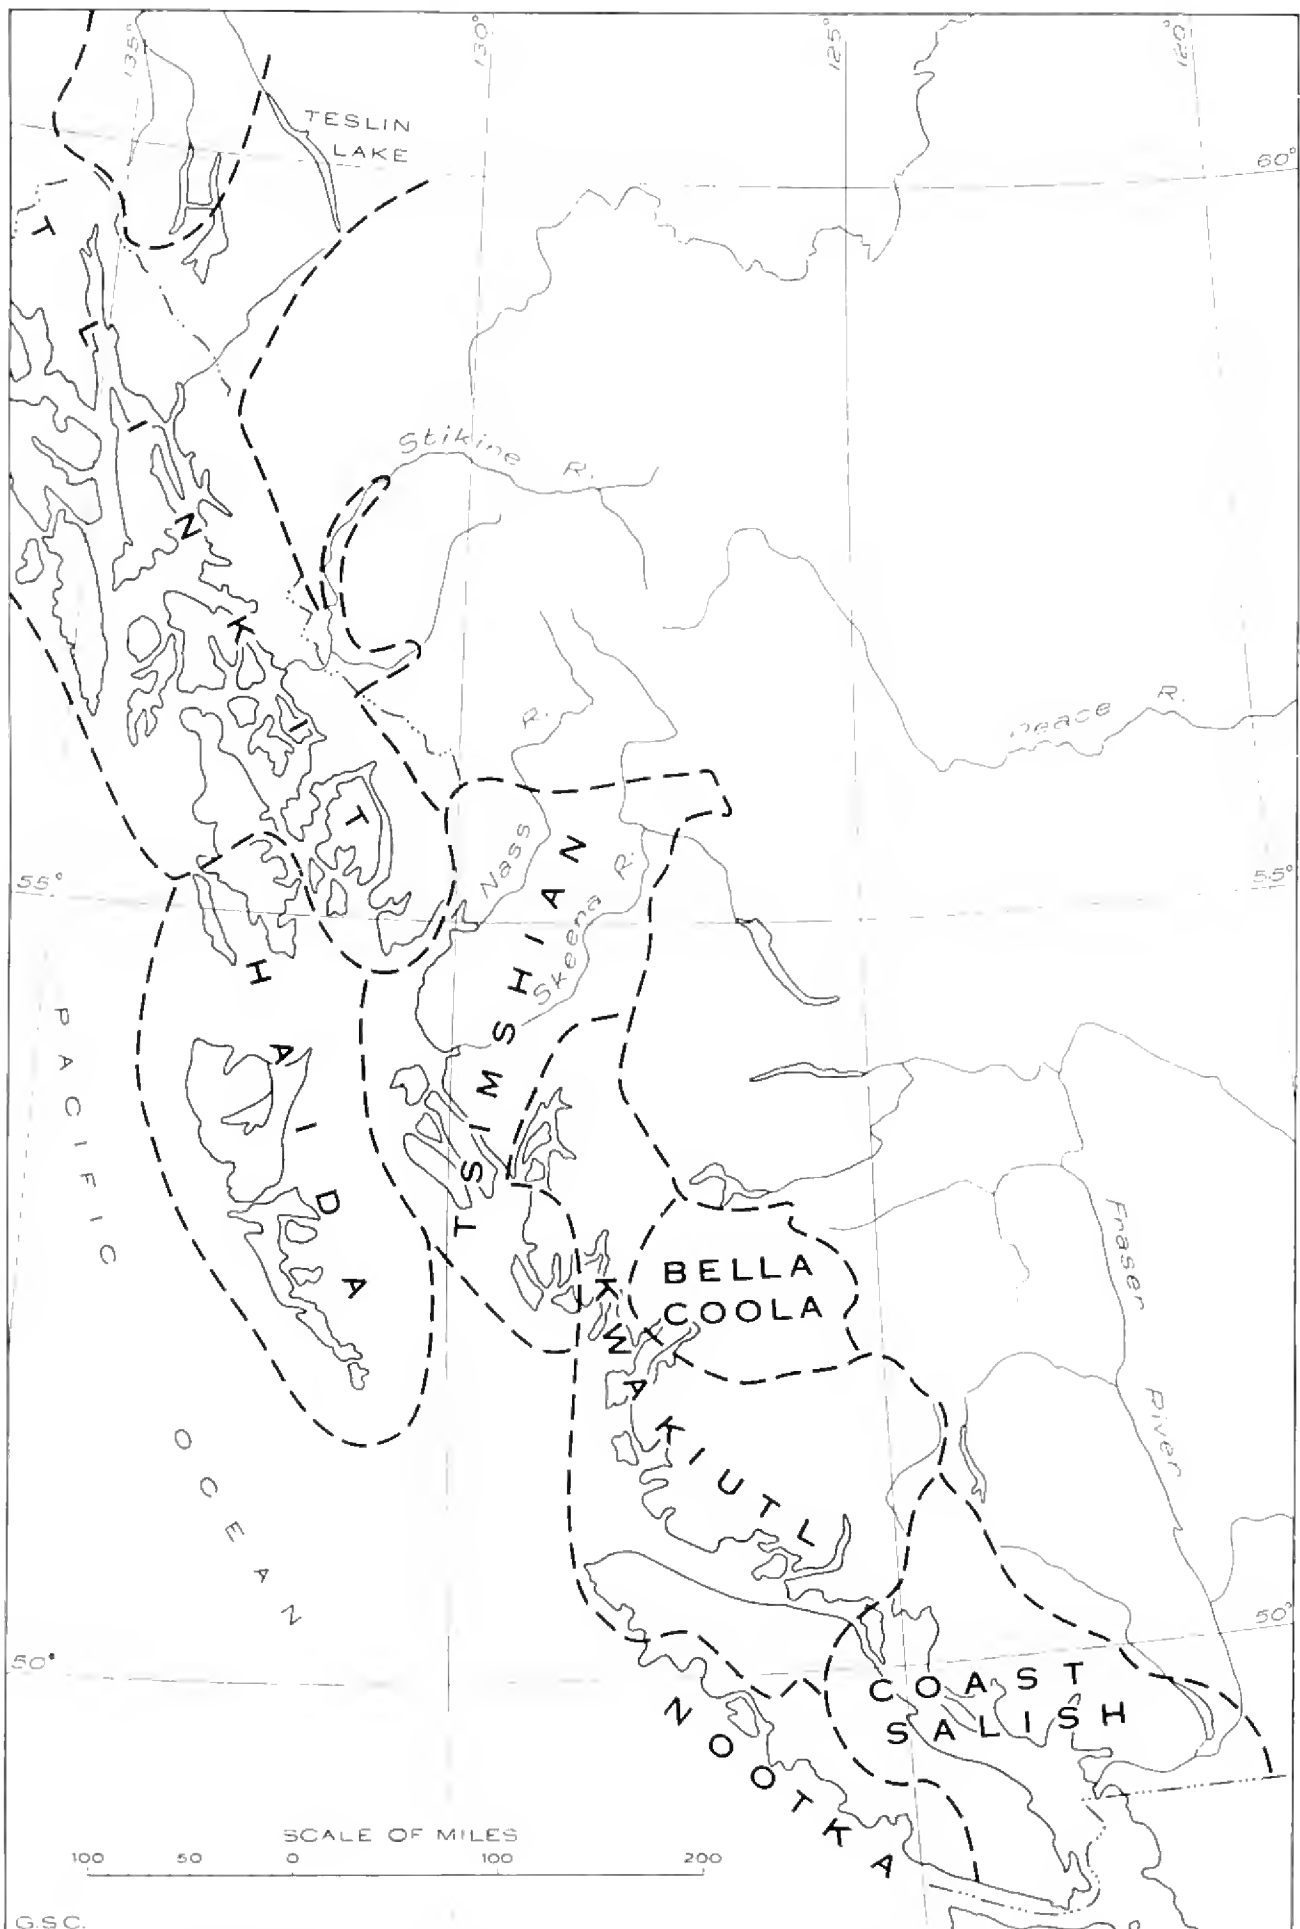 135°
130°
125°
120°
TESLIN
LAKE
60°
TLINKIT
Stikine R.
Peace R.
R.
Nass
Skeena R.
TSIMSHIAN
55°
55°
HAIDA
PACIFIC
OCEAN
Fraser
River
BELLA
COOLA
KWAKIUTL
50°
50°
COAST
SALISH
NOOTKA
SCALE OF MILES
100 50 0 100 200
G.S.C.